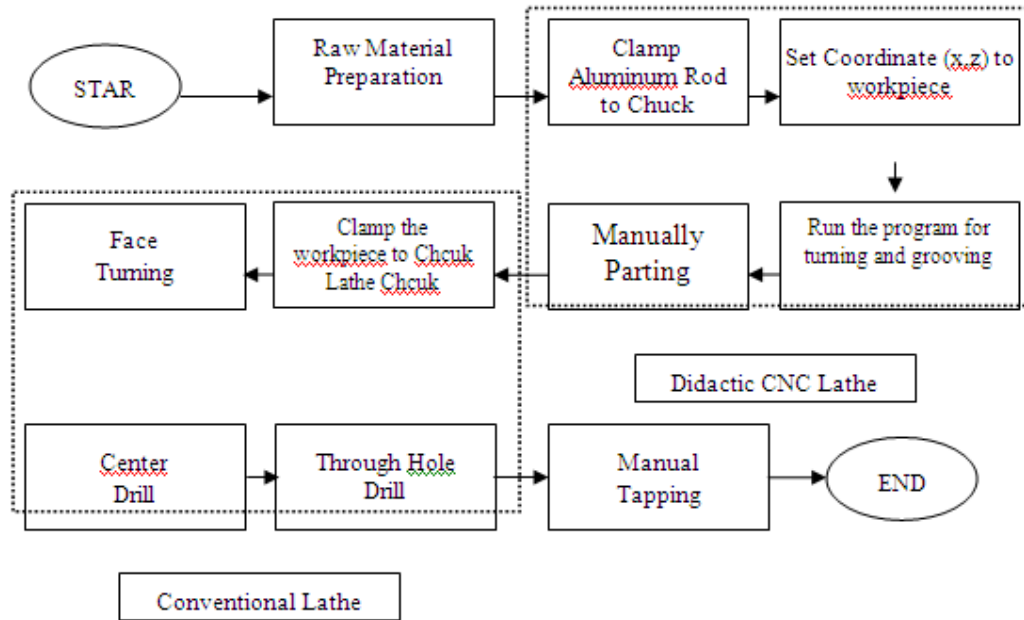 STAR
Raw Material
Preparation
Clamp
Aluminum Rod
to Chuck
Set Coordinate (x,z) to
workpiece
Run the program for
turning and grooving
Manually
Parting
Clamp the
workpiece to Chcuk
Lathe Chcuk
Face
Turning
Didactic CNC Lathe
Center
Drill
Through Hole
Drill
Manual
Tapping
END
Conventional Lathe